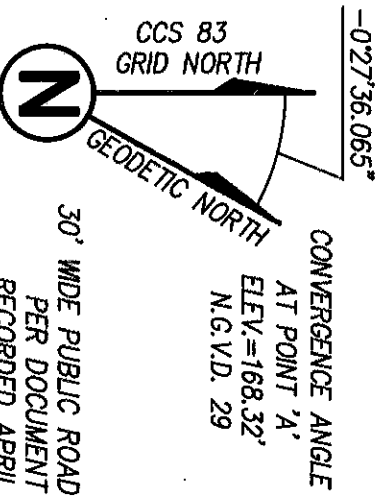 -0°27'36.065"
CCS 83
GRID NORTH
N
GEODETIC NORTH
CONVERGENCE ANGLE
AT POINT 'A'
ELEV.=168.32'
N.G.V.D. 29
30' WIDE PUBLIC ROAD
PER DOCUMENT
RECORDED APRIL